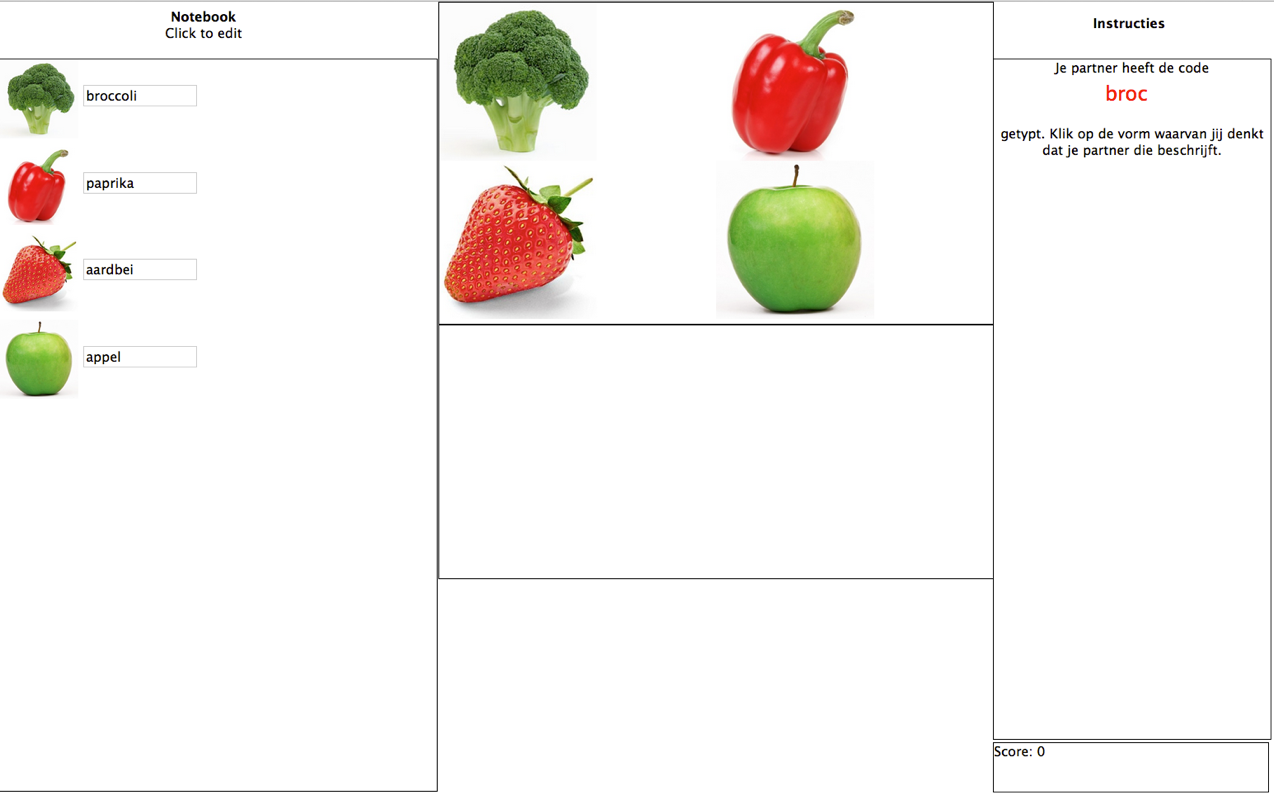 Notebook
Click to edit
broccoli
paprika
aardbei
appel
Instructies
Je partner heeft de code
broc
getypt. Klik op de vorm waarvan jij denkt
dat je partner die beschrijft.
Score: 0